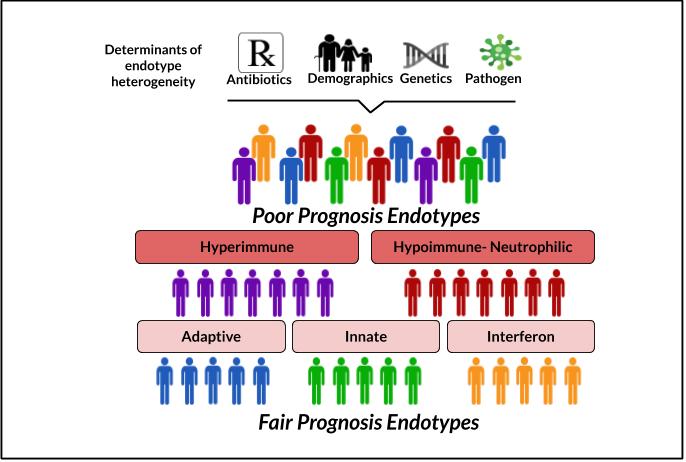 Determinants of
endotype
heterogeneity
Rx
Antibiotics Demographics Genetics Pathogen
Poor Prognosis Endotypes
Hyperimmune Hypoimmune- Neutrophilic
Adaptive Innate Interferon
Fair Prognosis Endotypes